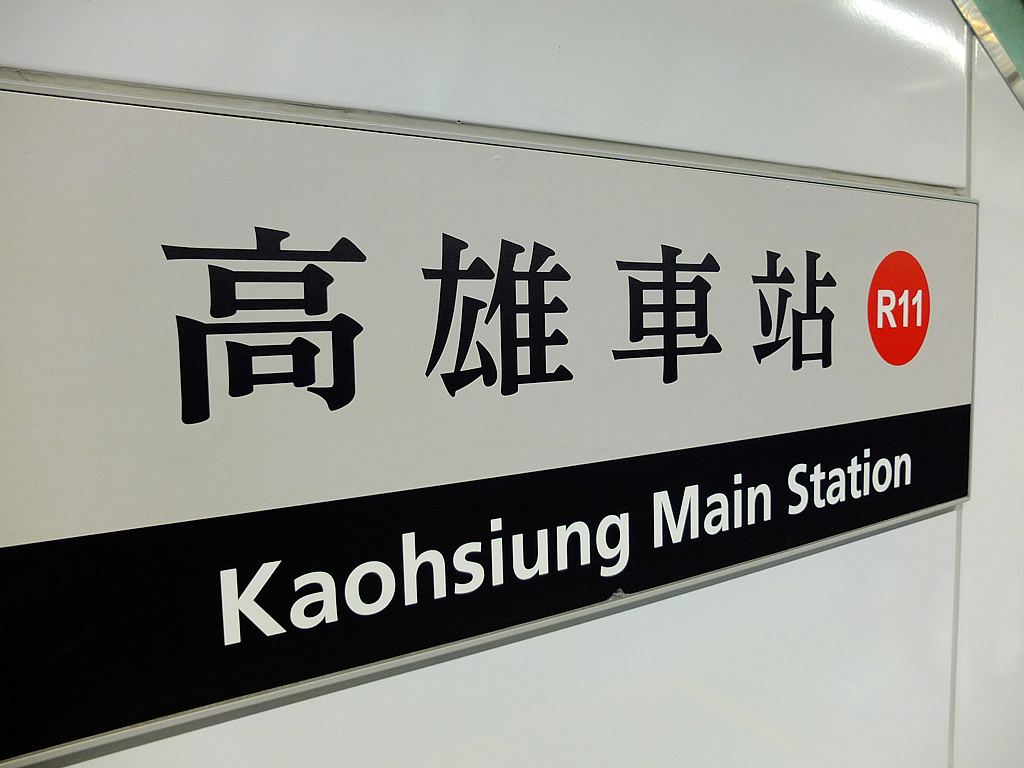 高雄車站 R11
Kaohsiung Main Station